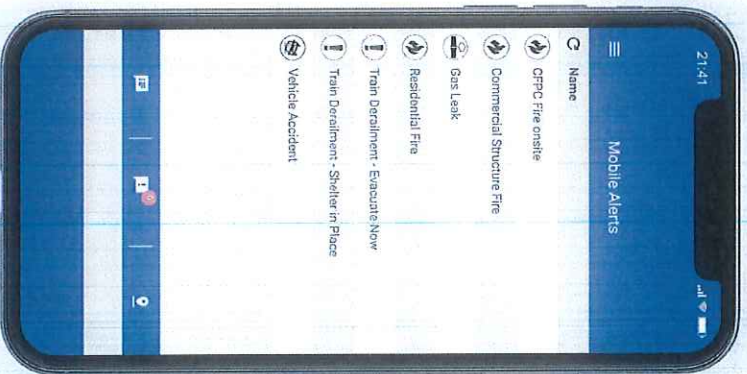 21:41
Mobile Alerts
Name
CFPC Fire onsite
Commercial Structure Fire
Gas Leak
Residential Fire
Train Derailment - Evacuate Now
Train Derailment - Shelter in Place
Vehicle Accident